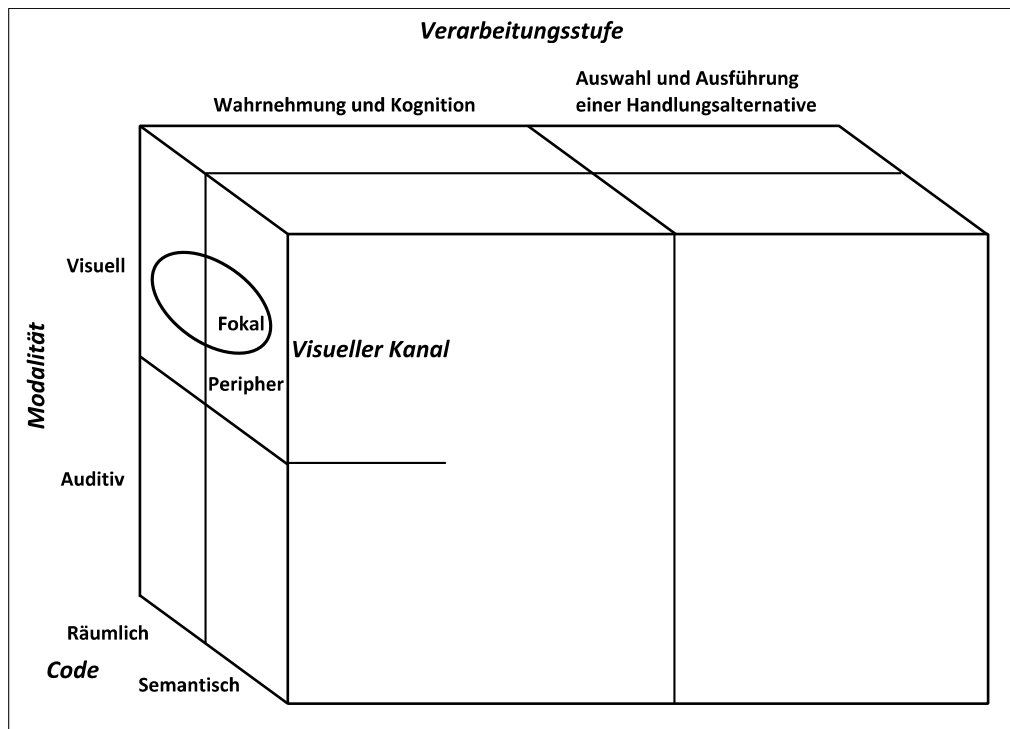 Verarbeitungsstufe
Wahrnehmung und Kognition
Auswahl und Ausführung
einer Handlungsalternative
Modalität
Visuell
Fokal
Visueller Kanal
Peripher
Auditiv
Räumlich
Code
Semantisch